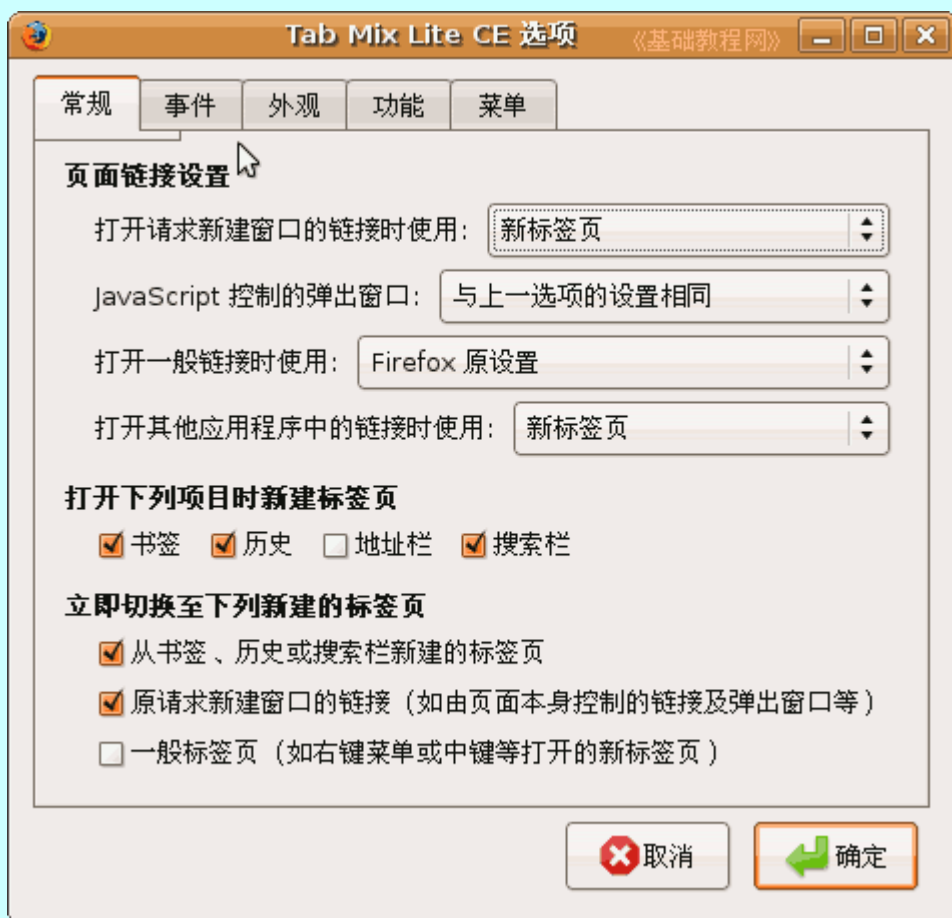 Tab Mix Lite CE 选项 《基础教程网》
常规 事件 外观 功能 菜单
页面链接设置
打开请求新建窗口的链接时使用: 新标签页
JavaScript 控制的弹出窗口: 与上一选项的设置相同
打开一般链接时使用: Firefox 原设置
打开其他应用程序中的链接时使用: 新标签页
打开下列项目时新建标签页
书签 历史 地址栏 搜索栏
立即切换至下列新建的标签页
从书签、历史或搜索栏新建的标签页
原请求新建窗口的链接（如由页面本身控制的链接及弹出窗口等）
一般标签页（如右键菜单或中键等打开的新标签页）
取消 确定